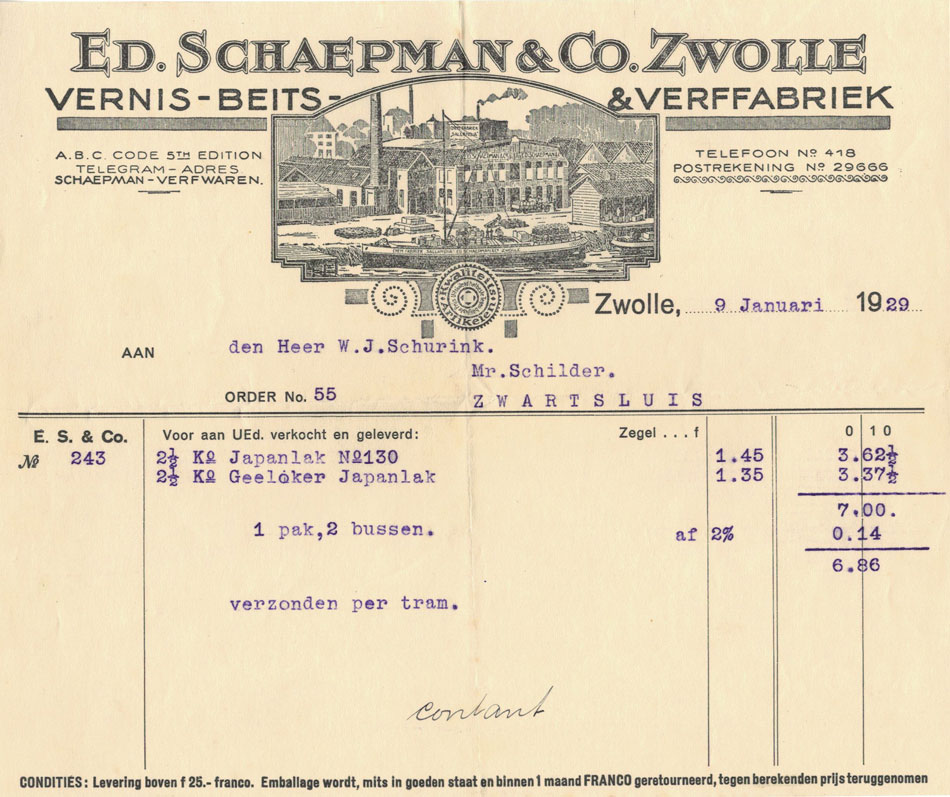 ED. SCHAEPMAN & CO. ZWOLLE
VERNIS-BEITS- & VERFFABRIEK
A.B.C. CODE 5TH EDITION
TELEGRAM-ADRES
SCHAEPMAN-VERFWAREN.
TELEFOON No 418
POSTREKENING No. 29666
Kwaliteits
Artikelen
Zwolle, 9 Januari 1929
AAN den Heer W.J.Schurink.
Mr.Schilder.
ORDER No. 55 ZWARTSLUIS
E. S. & Co. Voor aan UEd. verkocht en geleverd: Zegel . . . f 0 10
No 243 2½ Ko Japanlak No130 1.45 3.62½
2½ Ko Geeloker Japanlak 1.35 3.37½
7.00.
1 pak,2 bussen. af 2% 0.14
6.86
verzonden per tram.
contant
CONDITIES: Levering boven f 25.- franco. Emballage wordt, mits in goeden staat en binnen 1 maand FRANCO geretourneerd, tegen berekenden prijs teruggenomen